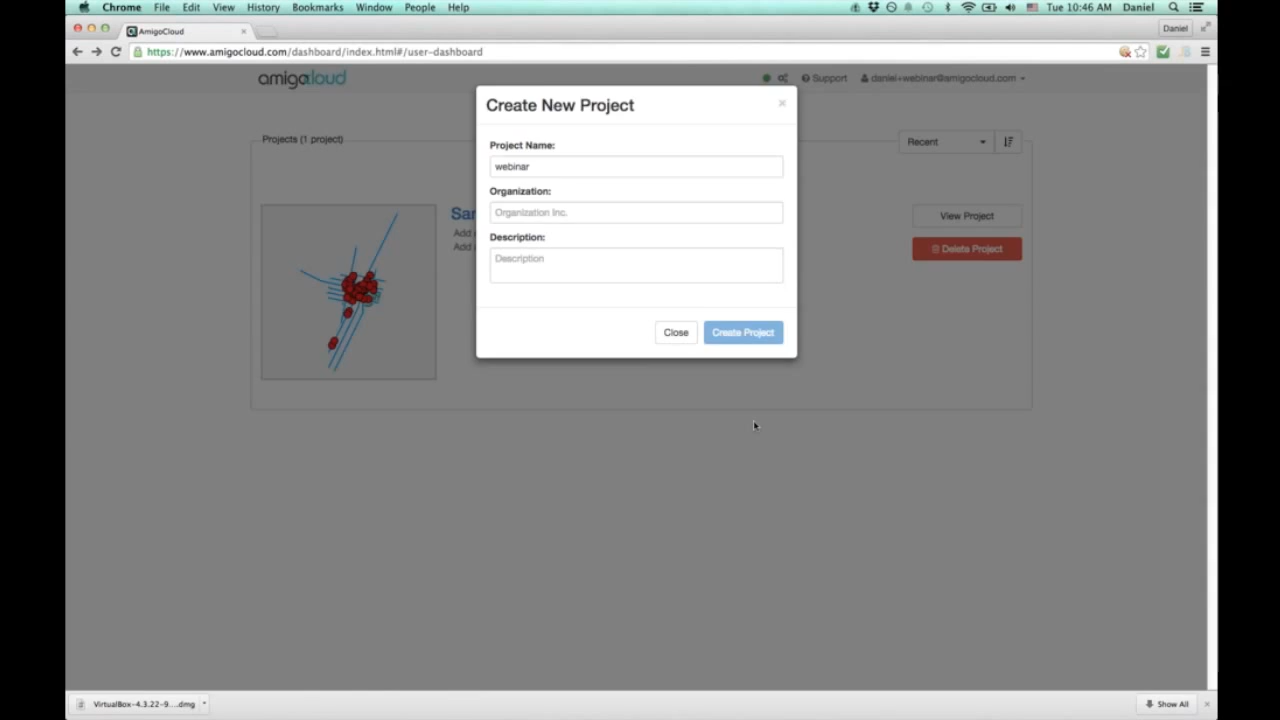 Chrome File Edit View History Bookmarks Window People Help Tue 10:46 AM Daniel
AmigoCloud Daniel
https://www.amigocloud.com/dashboard/index.html#/user-dashboard
amigocloud Support daniel+webinar@amigocloud.com
Create New Project ×
Projects (1 project) Recent
Project Name:
webinar
Organization:
Organization Inc.
Sam View Project
Add
Description:
Add Delete Project
Description
Close Create Project
VirtualBox-4.3.22-9....dmg Show All